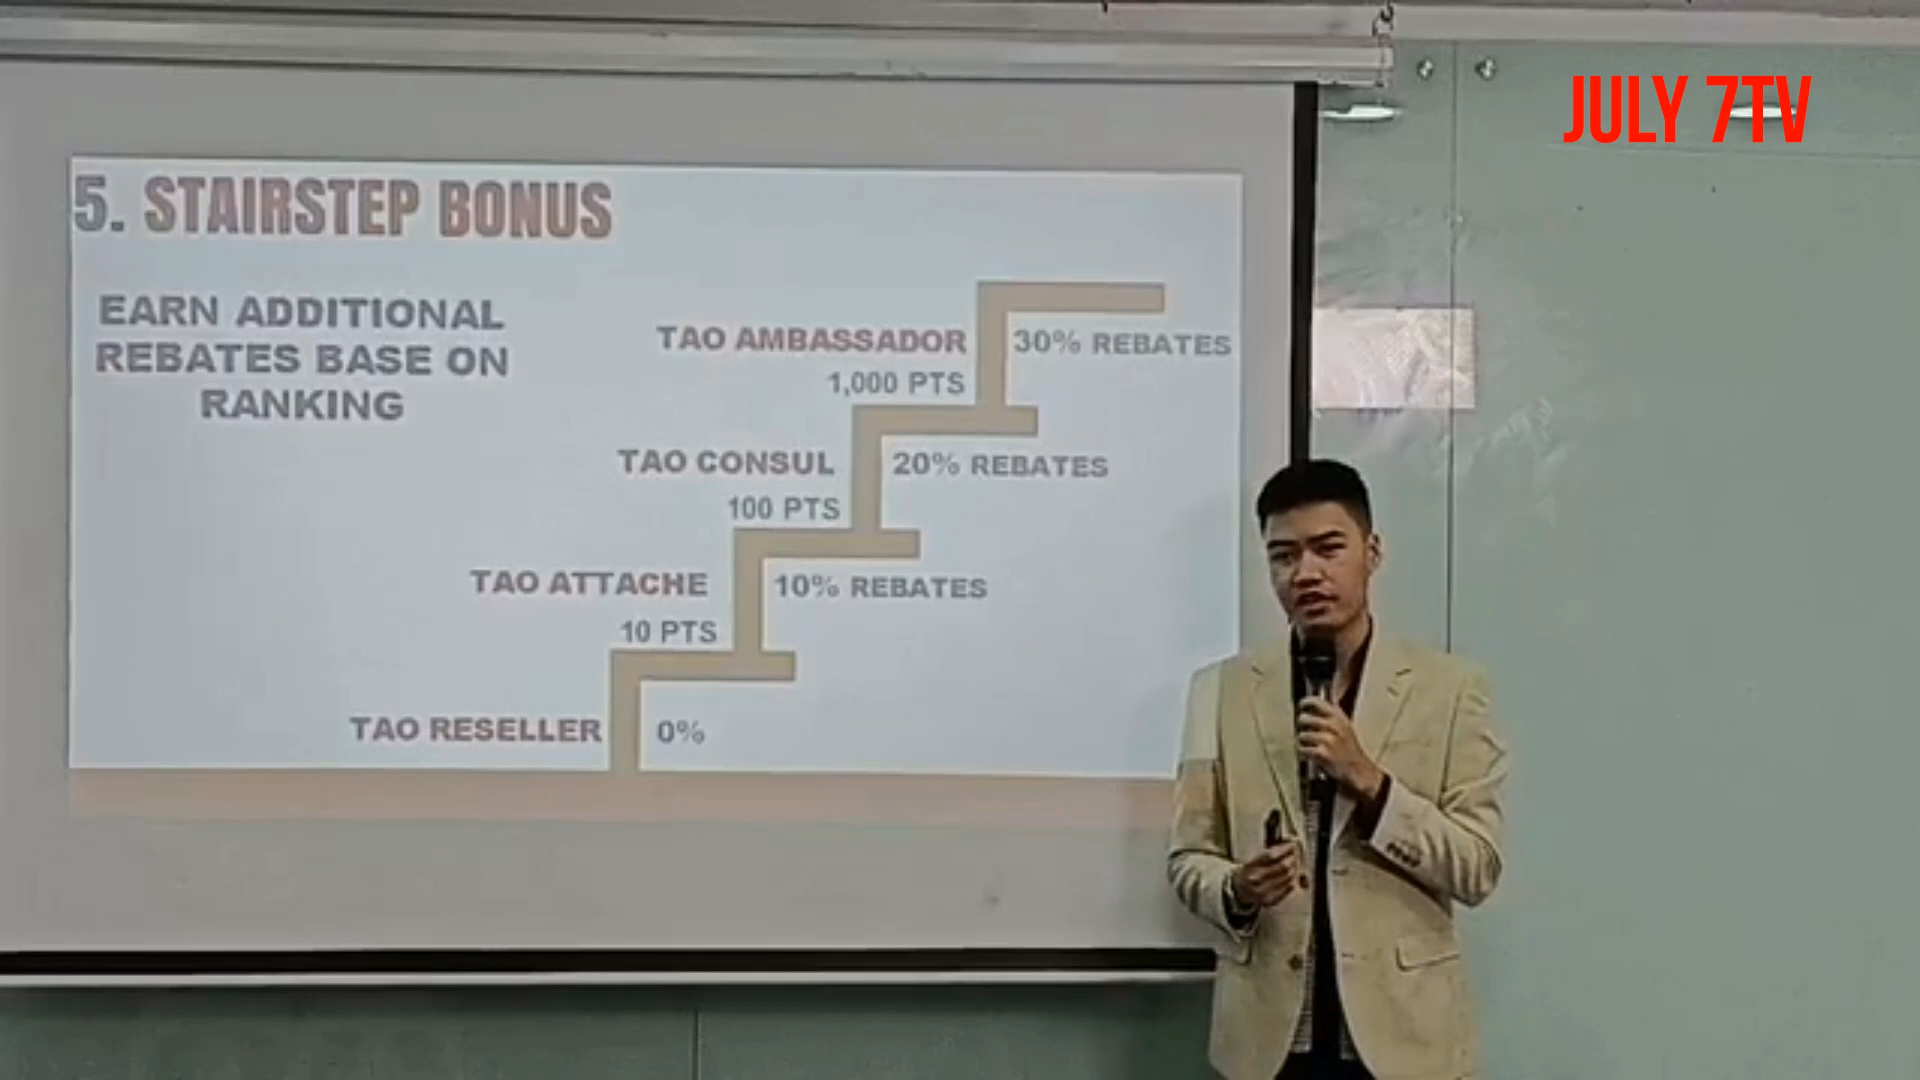 JULY 7TV
5. STAIRSTEP BONUS
EARN ADDITIONAL
REBATES BASE ON
RANKING
TAO AMBASSADOR
1,000 PTS
30% REBATES
TAO CONSUL
100 PTS
20% REBATES
TAO ATTACHE
10 PTS
10% REBATES
TAO RESELLER
0%